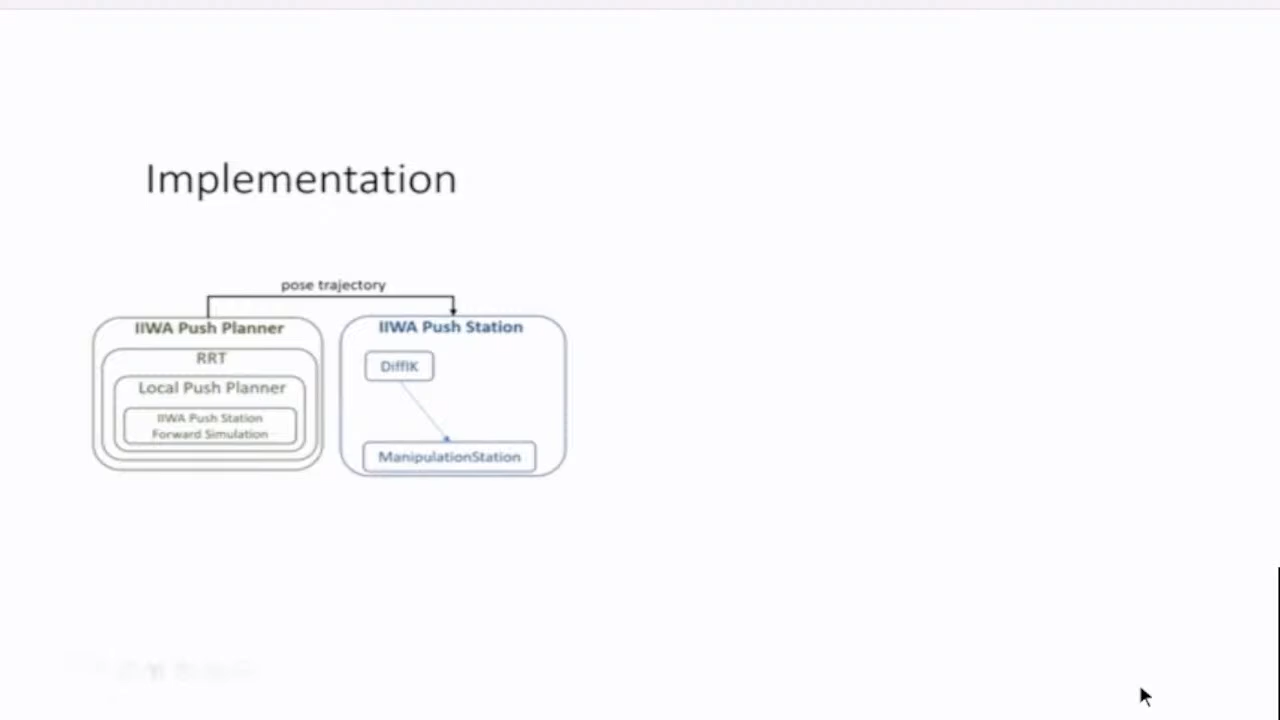 Implementation
pose trajectory
IIWA Push Planner
RRT
Local Push Planner
IIWA Push Station
Forward Simulation
IIWA Push Station
DiffIK
ManipulationStation